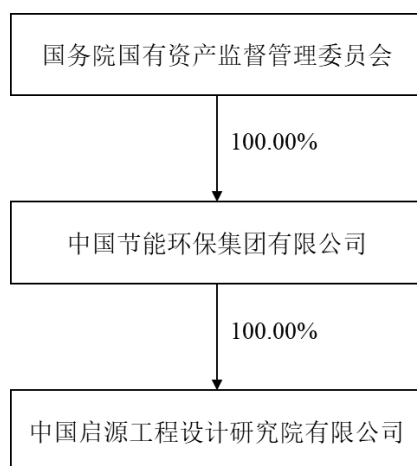 国务院国有资产监督管理委员会
100.00%
中国节能环保集团有限公司
100.00%
中国启源工程设计研究院有限公司